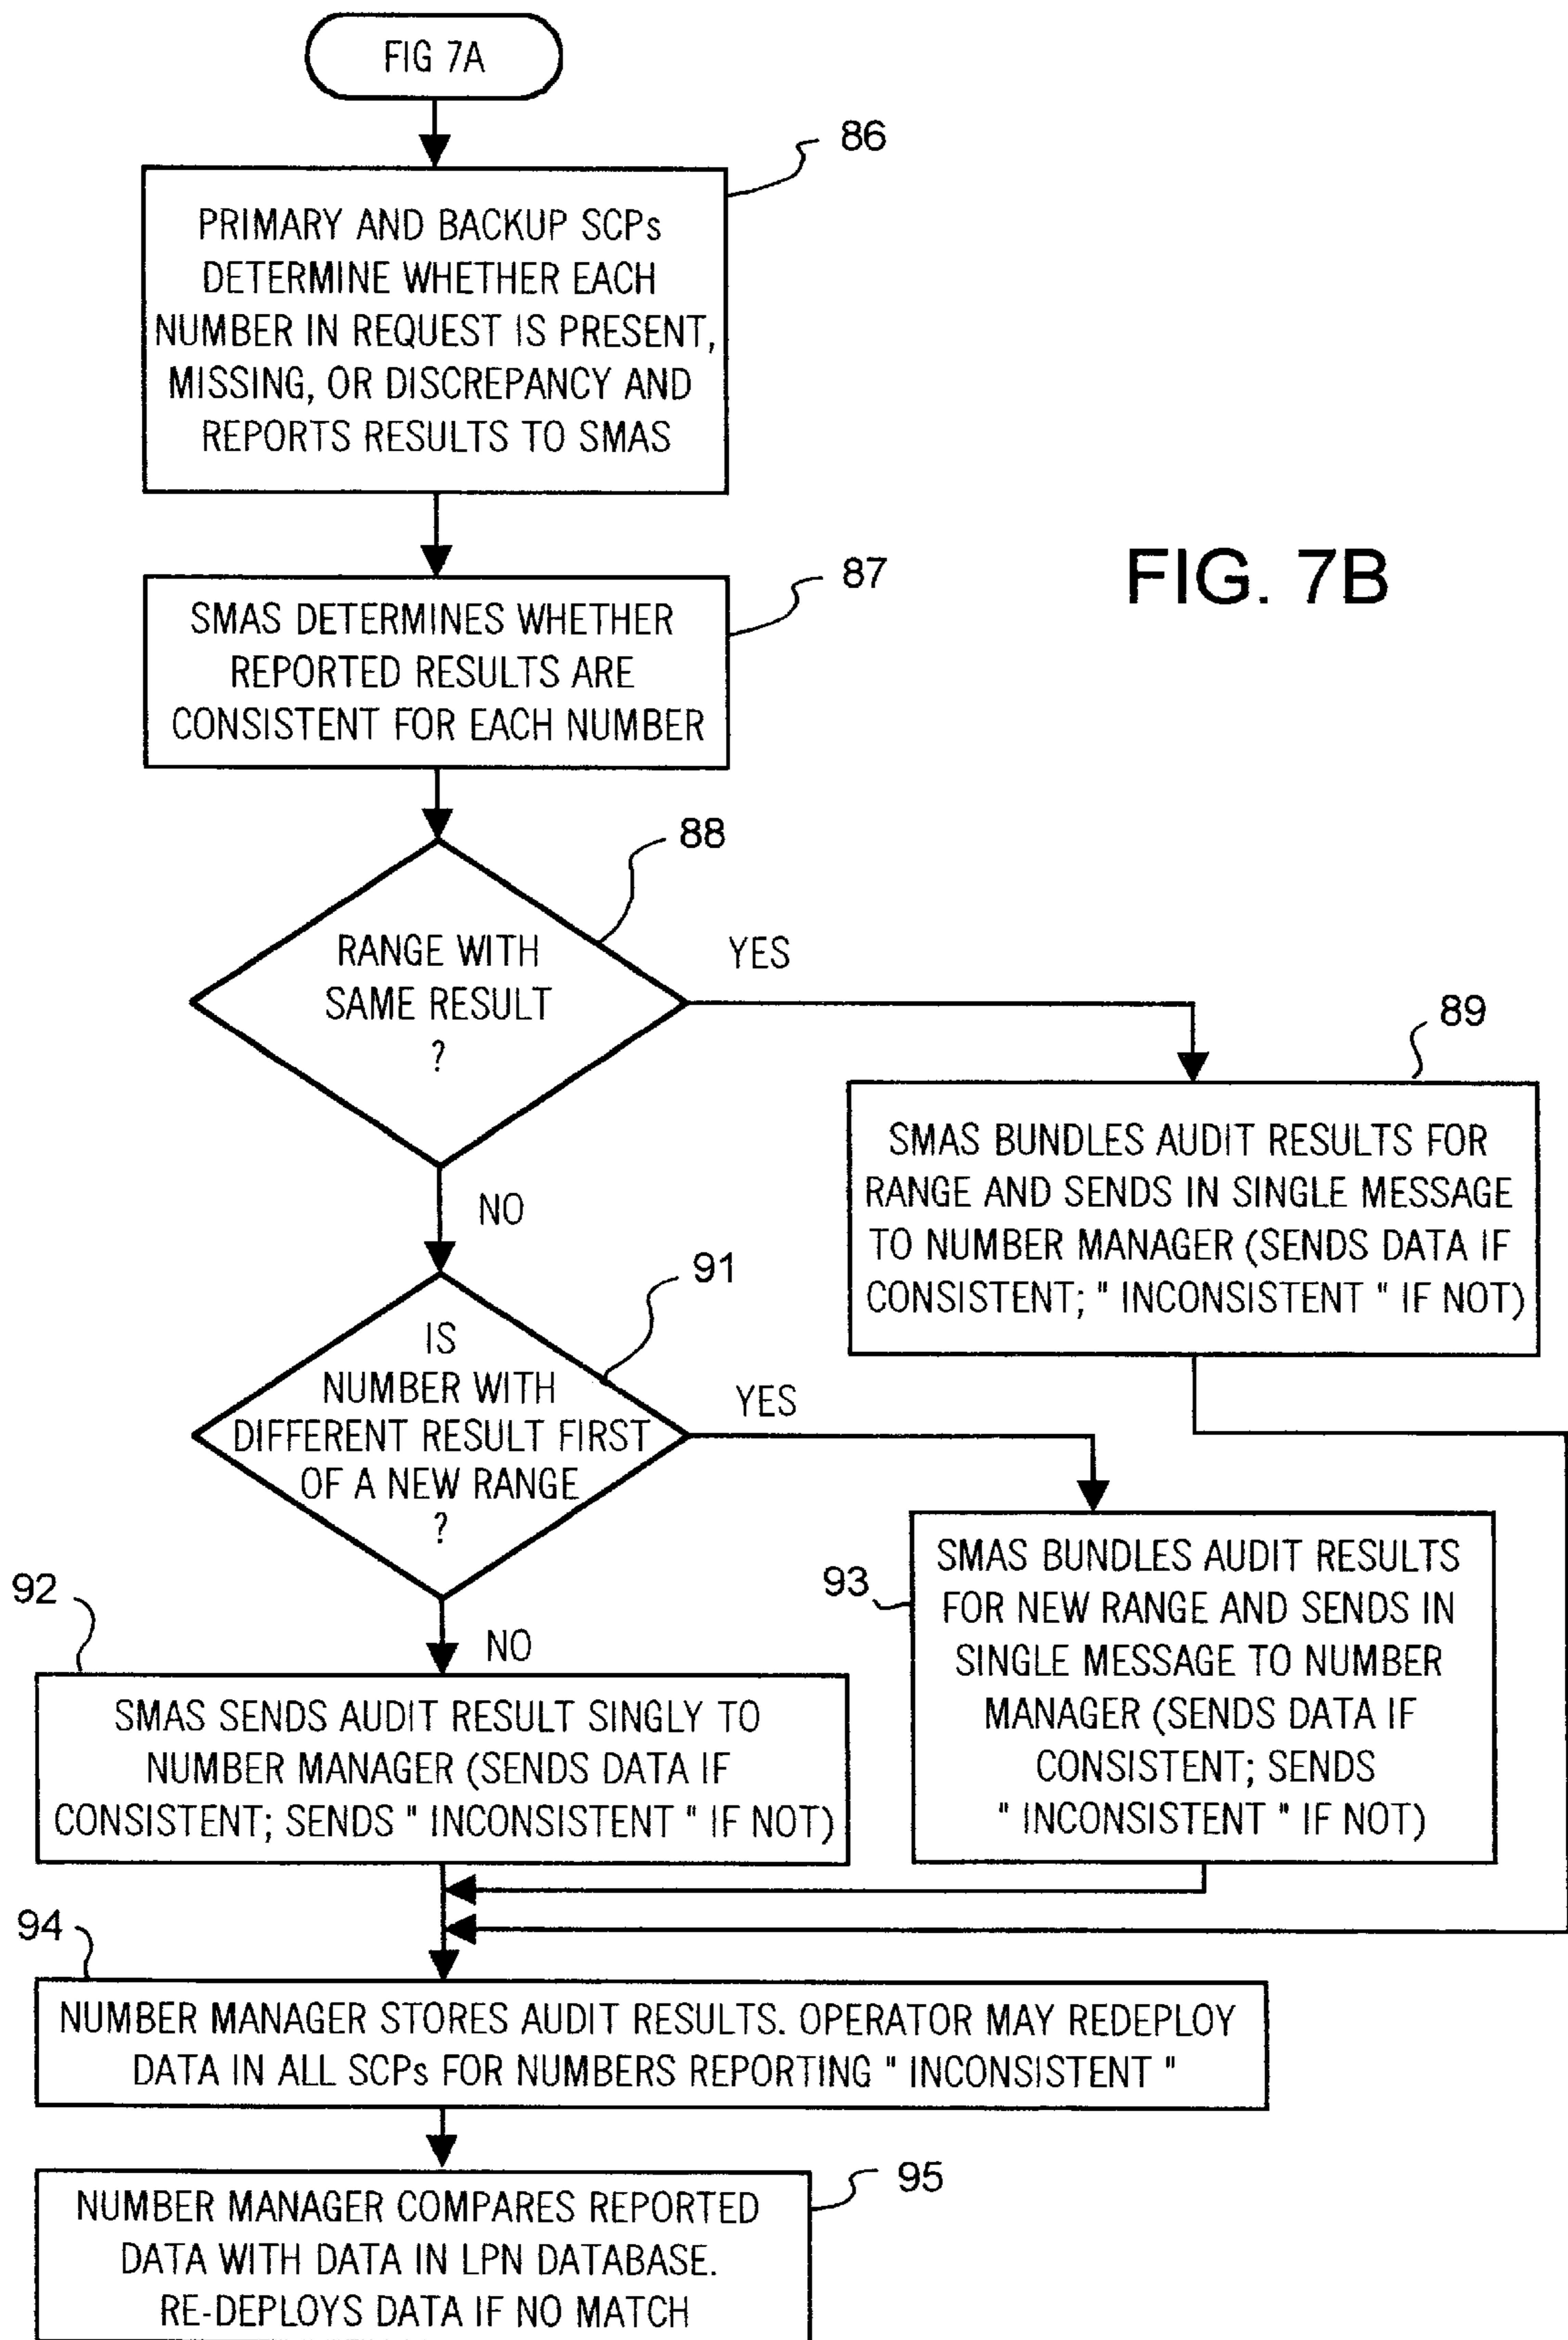 FIG 7A
86
PRIMARY AND BACKUP SCPs
DETERMINE WHETHER EACH
NUMBER IN REQUEST IS PRESENT,
MISSING, OR DISCREPANCY AND
REPORTS RESULTS TO SMAS
FIG. 7B
87
SMAS DETERMINES WHETHER
REPORTED RESULTS ARE
CONSISTENT FOR EACH NUMBER
88
RANGE WITH
SAME RESULT
?
YES
NO
89
SMAS BUNDLES AUDIT RESULTS FOR
RANGE AND SENDS IN SINGLE MESSAGE
TO NUMBER MANAGER (SENDS DATA IF
CONSISTENT; " INCONSISTENT " IF NOT)
91
IS
NUMBER WITH
DIFFERENT RESULT FIRST
OF A NEW RANGE
?
YES
NO
92
SMAS SENDS AUDIT RESULT SINGLY TO
NUMBER MANAGER (SENDS DATA IF
CONSISTENT; SENDS " INCONSISTENT " IF NOT)
93
SMAS BUNDLES AUDIT RESULTS
FOR NEW RANGE AND SENDS IN
SINGLE MESSAGE TO NUMBER
MANAGER (SENDS DATA IF
CONSISTENT; SENDS
" INCONSISTENT " IF NOT)
94
NUMBER MANAGER STORES AUDIT RESULTS. OPERATOR MAY REDEPLOY
DATA IN ALL SCPs FOR NUMBERS REPORTING " INCONSISTENT "
95
NUMBER MANAGER COMPARES REPORTED
DATA WITH DATA IN LPN DATABASE.
RE-DEPLOYS DATA IF NO MATCH